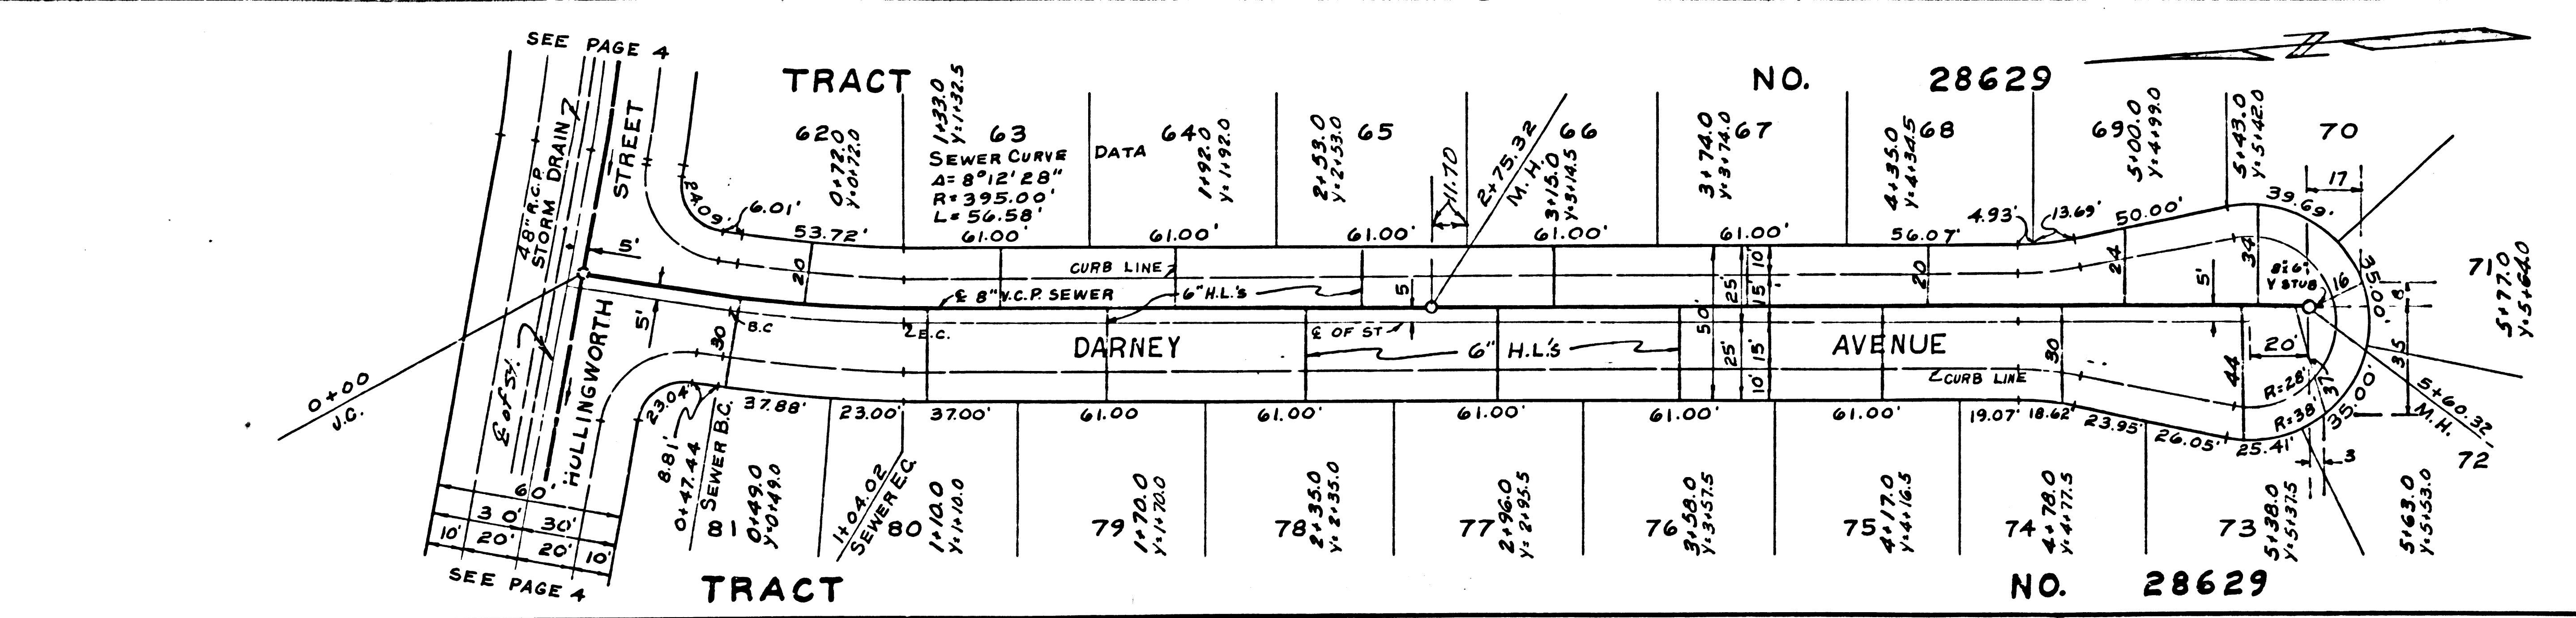 SEE PAGE 4
TRACT NO. 28629
48" R.C.P.
STORM DRAIN
STREET
HOLLINGWORTH
℄ of st.
5'
5'
0+00
J.C.
24.09'
6.01'
53.72'
61.00'
61.00'
61.00'
61.00'
61.00'
56.07'
4.93'
13.69'
50.00'
39.69'
35.00'
62
0+72.0
Y=0+72.0
1+33.0
Y=1+32.5
63
SEWER CURVE DATA
Δ= 8°12'28"
R= 395.00'
L= 56.58'
64
1+92.0
Y=1+92.0
2+53.0
Y=2+53.0
65
11.70
2+75.32
M.H.
66
3+15.0
Y=3+14.5
3+74.0
Y=3+74.0
67
4+35.0
Y=4+34.5
68
69
5+00.0
Y=4+99.0
5+43.0
Y=5+42.0
70
17
71
5+77.0
Y=5+64.0
20
CURB LINE
℄ 8" V.C.P. SEWER
6" H.L.'s
5
20
24
34
5'
8"x6"
Y STUB
16
8
35
B.C.
E.C.
30
DARNEY
℄ OF ST
6" H.L.'s
50'
25'
25'
10'
15'
15'
10'
AVENUE
CURB LINE
30
44
20'
R=28'
R=38'
37
35.00'
5+60.32
M.H.
23.04'
8.81'
37.88'
23.00'
37.00'
61.00
61.00'
61.00'
61.00'
61.00'
19.07'
18.62'
23.95'
26.05'
25.41'
3
0+47.44
SEWER B.C.
81
0+49.0
Y=0+49.0
1+04.02
SEWER E.C.
80
1+10.0
Y=1+10.0
79
1+70.0
Y=1+70.0
78
2+35.0
Y=2+35.0
77
2+96.0
Y=2+95.5
76
3+58.0
Y=3+57.5
75
4+17.0
Y=4+16.5
74
4+78.0
Y=4+77.5
73
5+38.0
Y=5+37.5
72
5+63.0
Y=5+53.0
60'
30' 30'
10' 20' 20' 10'
SEE PAGE 4
TRACT NO. 28629